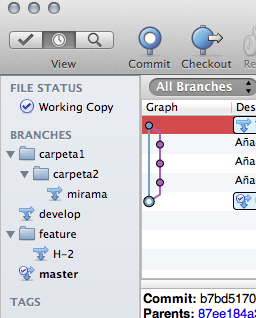 View
Commit
Checkout
Re
FILE STATUS
Working Copy
BRANCHES
carpeta1
carpeta2
mirama
develop
feature
H-2
master
TAGS
All Branches
Graph
Des
Aña
Aña
Aña
Commit: b7bd5170
Parents: 87ee184a2